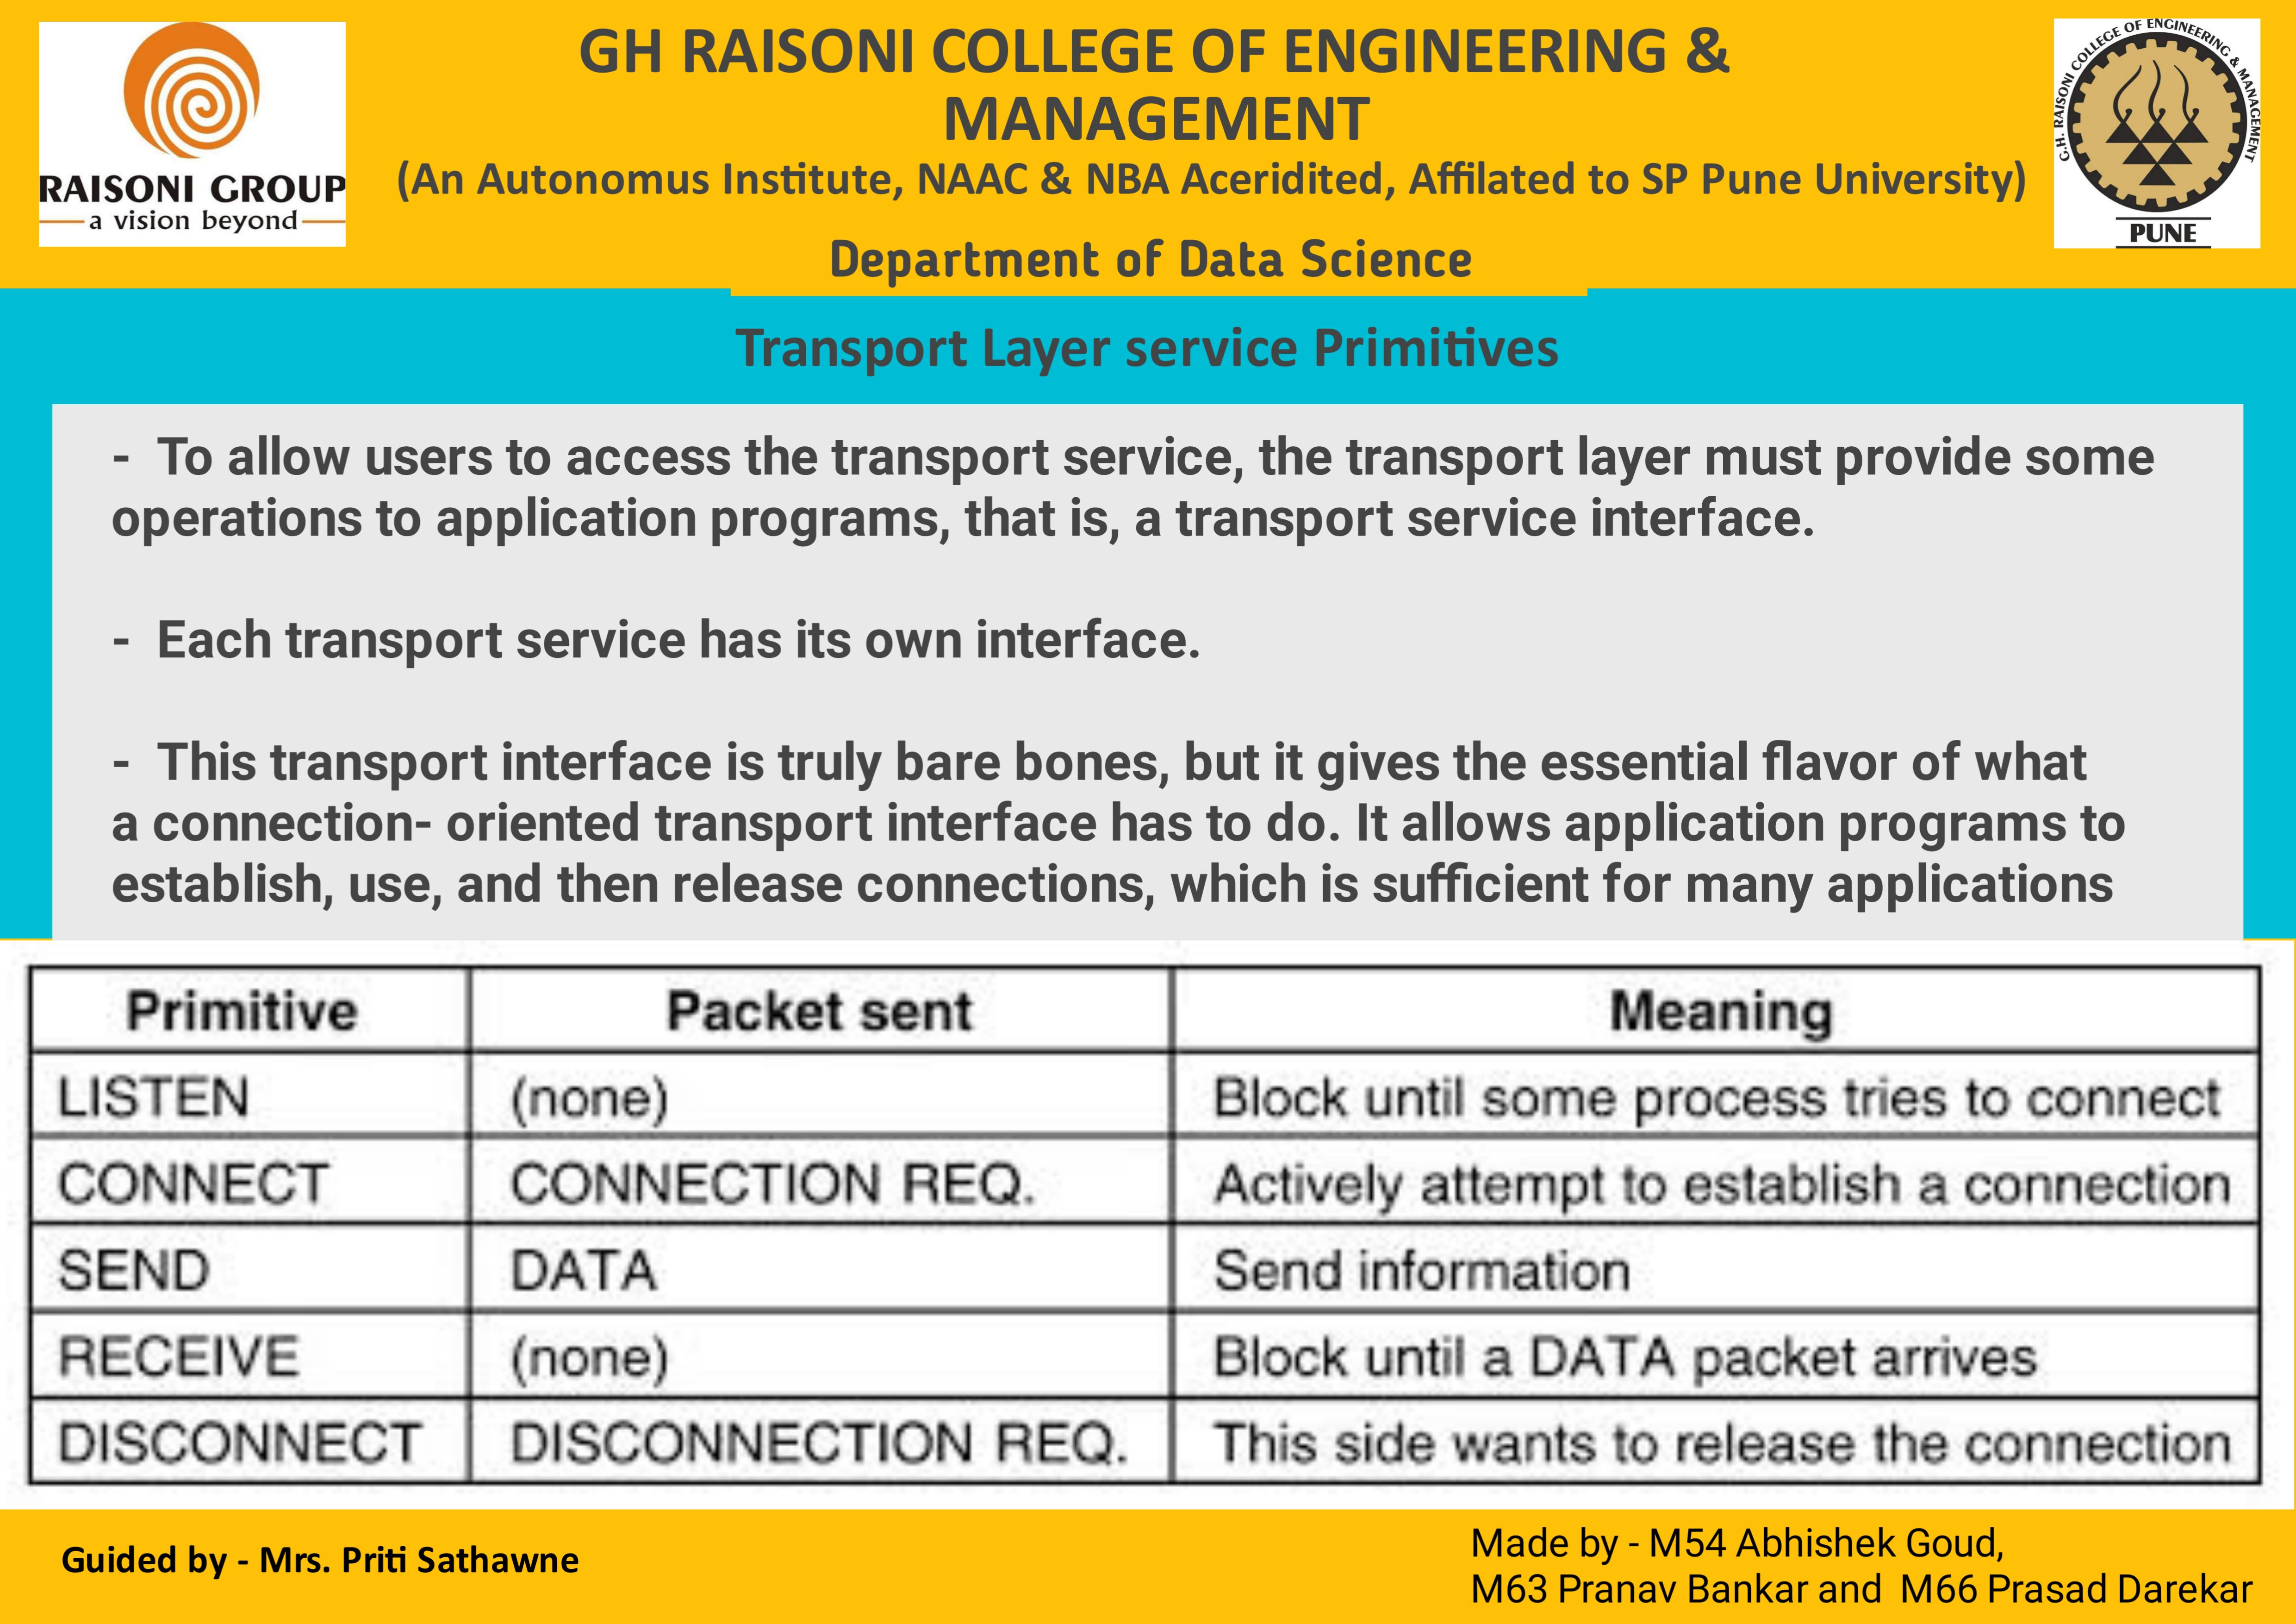 RAISONI GROUP
a vision beyond
GH RAISONI COLLEGE OF ENGINEERING &
MANAGEMENT
(An Autonomus Institute, NAAC & NBA Aceridited, Affilated to SP Pune University)
Department of Data Science
G.H. RAISONI COLLEGE OF ENGINEERING & MANAGEMENT
PUNE
Transport Layer service Primitives
- To allow users to access the transport service, the transport layer must provide some
operations to application programs, that is, a transport service interface.
- Each transport service has its own interface.
- This transport interface is truly bare bones, but it gives the essential flavor of what
a connection- oriented transport interface has to do. It allows application programs to
establish, use, and then release connections, which is sufficient for many applications
Primitive Packet sent Meaning
LISTEN (none) Block until some process tries to connect
CONNECT CONNECTION REQ. Actively attempt to establish a connection
SEND DATA Send information
RECEIVE (none) Block until a DATA packet arrives
DISCONNECT DISCONNECTION REQ. This side wants to release the connection
Guided by - Mrs. Priti Sathawne
Made by - M54 Abhishek Goud,
M63 Pranav Bankar and M66 Prasad Darekar